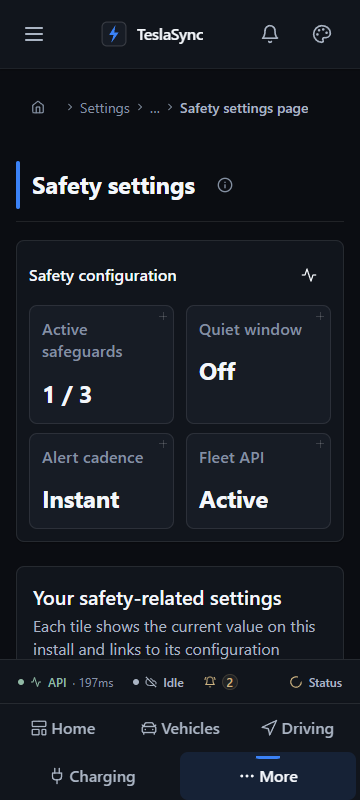 TeslaSync
Settings > ... > Safety settings page
Safety settings
Safety configuration
Active safeguards
1 / 3
Quiet window
Off
Alert cadence
Instant
Fleet API
Active
Your safety-related settings
Each tile shows the current value on this
install and links to its configuration
API · 197ms
Idle
2
Status
Home
Vehicles
Driving
Charging
More